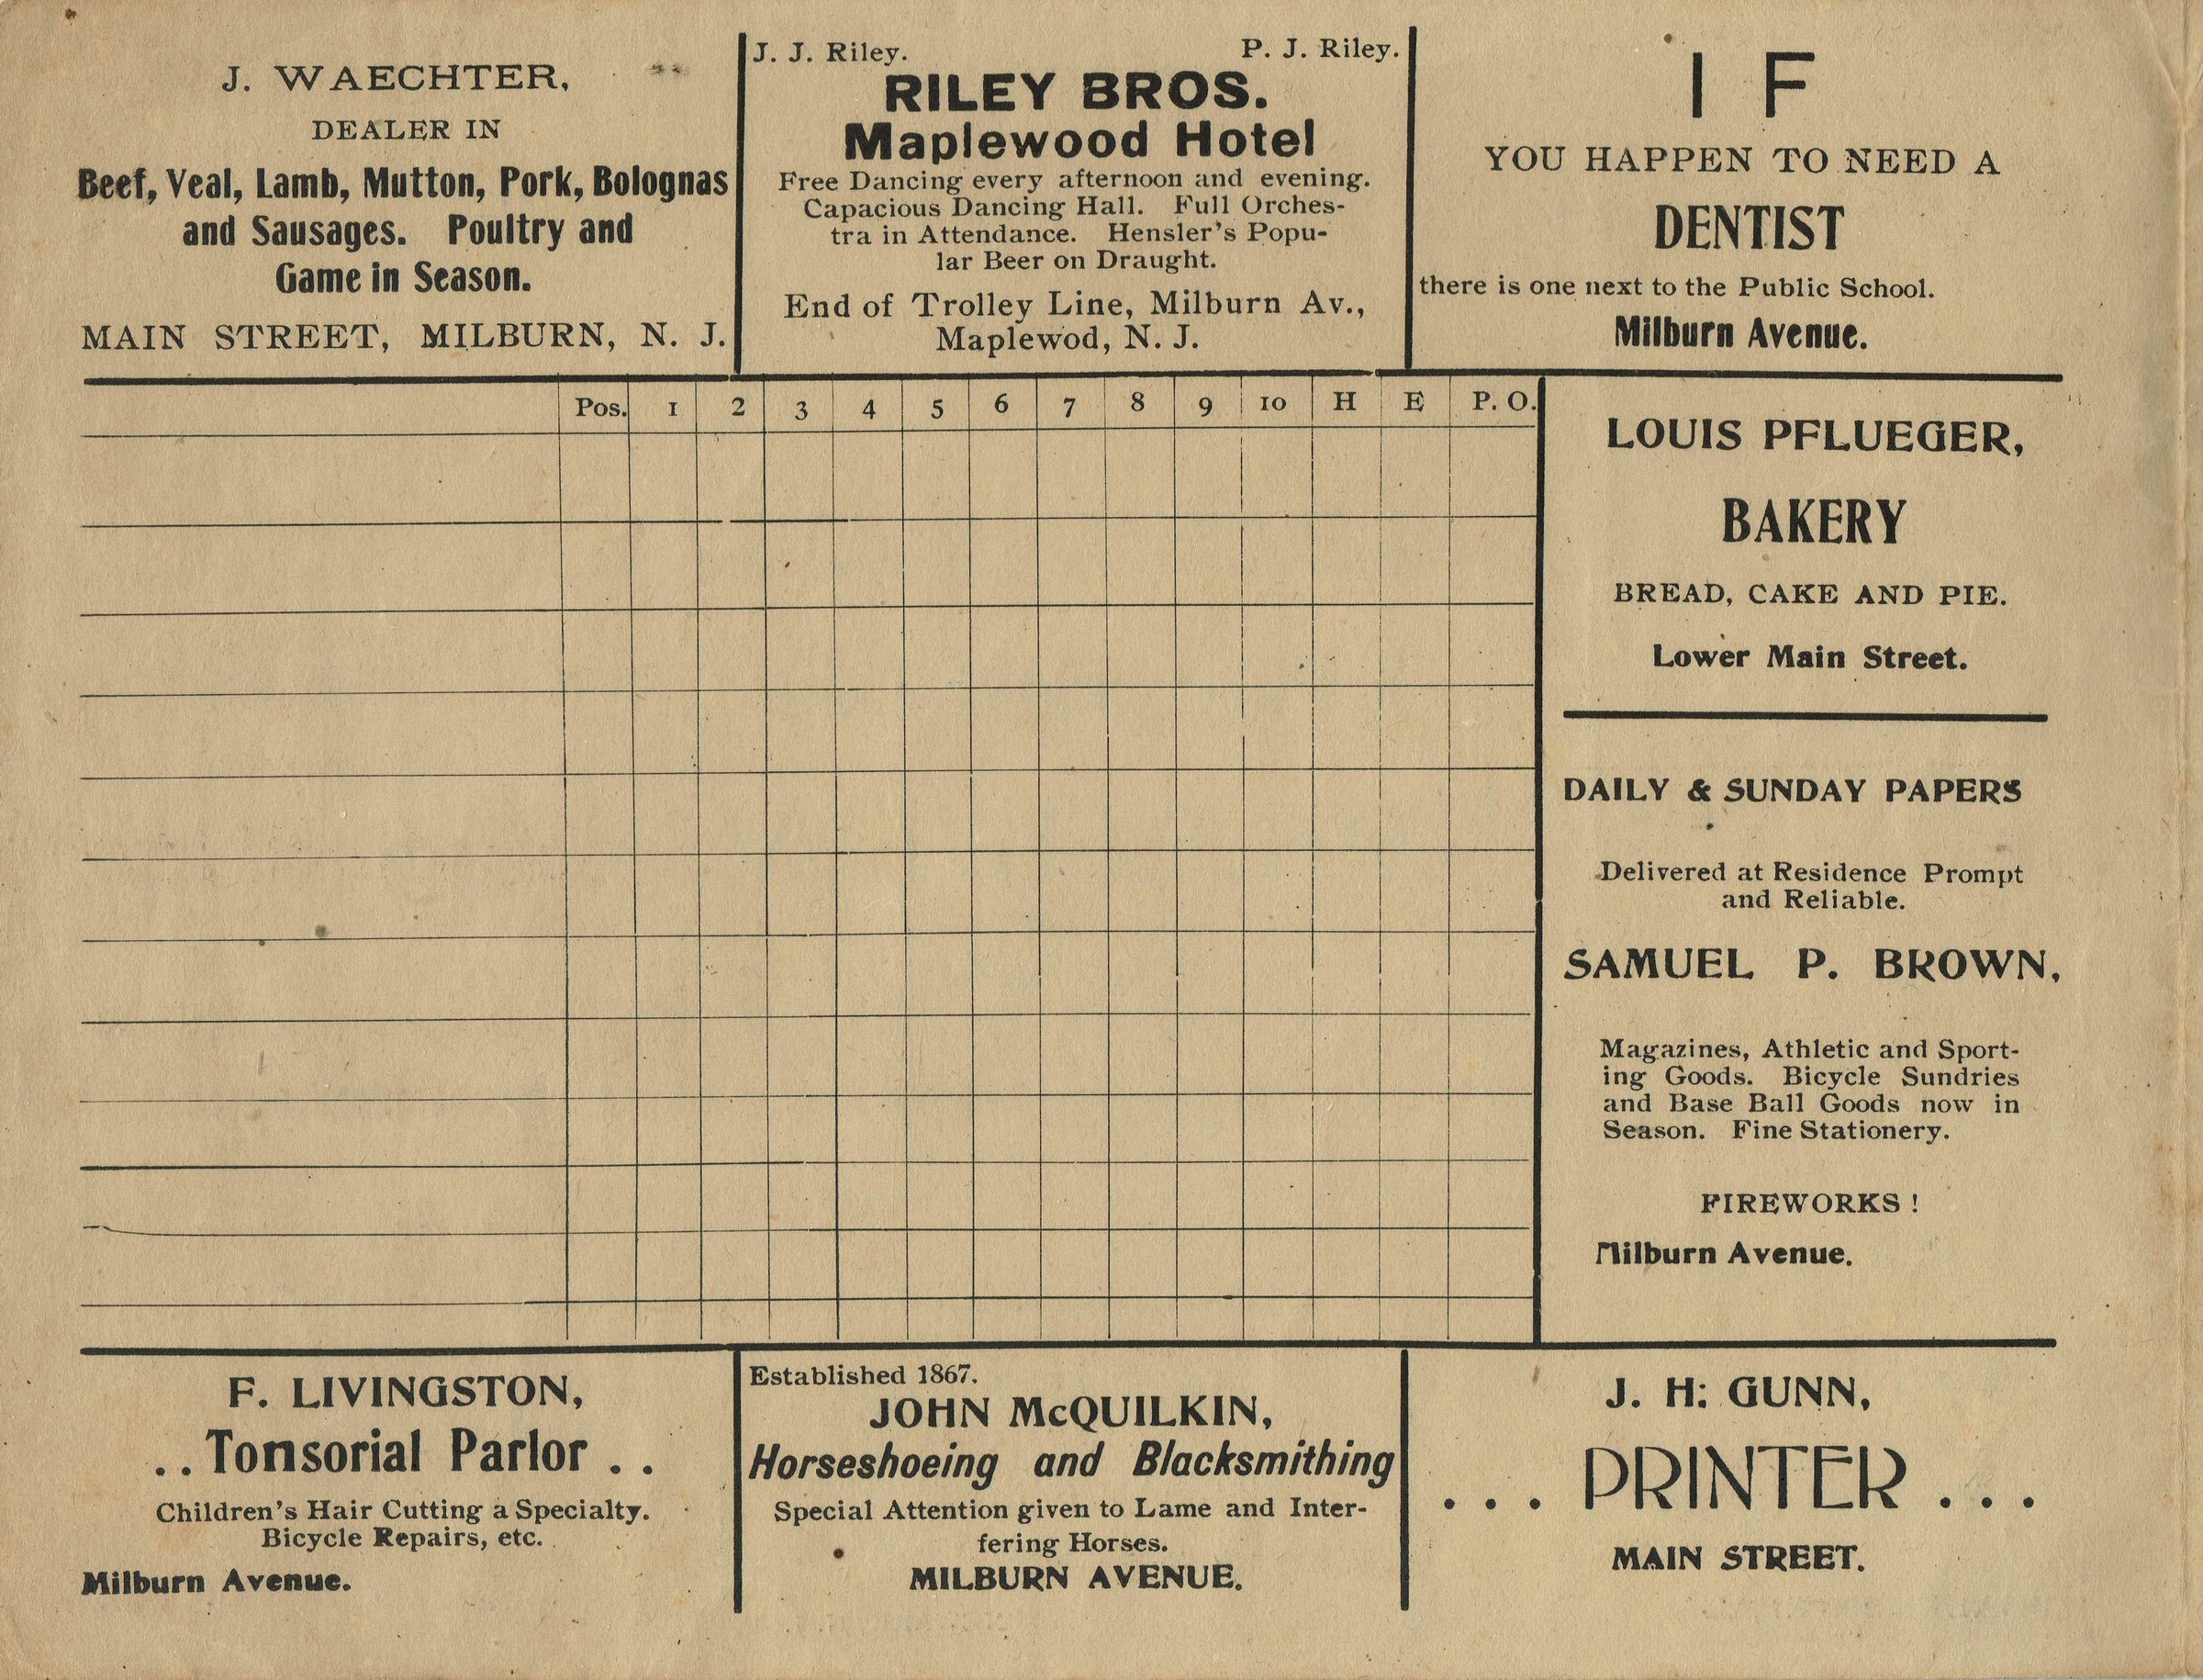 J. WAECHTER,
DEALER IN
Beef, Veal, Lamb, Mutton, Pork, Bolognas
and Sausages. Poultry and
Game in Season.
MAIN STREET, MILBURN, N. J.
J. J. Riley. P. J. Riley.
RILEY BROS.
Maplewood Hotel
Free Dancing every afternoon and evening.
Capacious Dancing Hall. Full Orches-
tra in Attendance. Hensler's Popu-
lar Beer on Draught.
End of Trolley Line, Milburn Av.,
Maplewod, N. J.
IF
YOU HAPPEN TO NEED A
DENTIST
there is one next to the Public School.
Milburn Avenue.
Pos. 1 2 3 4 5 6 7 8 9 10 H E P. O.
LOUIS PFLUEGER,
BAKERY
BREAD, CAKE AND PIE.
Lower Main Street.
DAILY & SUNDAY PAPERS
Delivered at Residence Prompt
and Reliable.
SAMUEL P. BROWN,
Magazines, Athletic and Sport-
ing Goods. Bicycle Sundries
and Base Ball Goods now in
Season. Fine Stationery.
FIREWORKS !
Milburn Avenue.
F. LIVINGSTON,
. . Tonsorial Parlor . .
Children's Hair Cutting a Specialty.
Bicycle Repairs, etc.
Milburn Avenue.
Established 1867.
JOHN McQUILKIN,
Horseshoeing and Blacksmithing
Special Attention given to Lame and Inter-
fering Horses.
MILBURN AVENUE.
J. H: GUNN,
. . . PRINTER . . .
MAIN STREET.